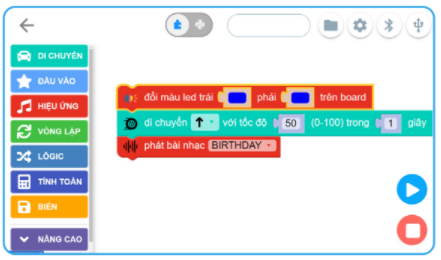 DI CHUYỂN
ĐẦU VÀO
HIỆU ỨNG
VÒNG LẶP
LÔGIC
TÍNH TOÁN
BIẾN
NÂNG CAO
đổi màu led trái phải trên board
di chuyển với tốc độ 50 (0-100) trong 1 giây
phát bài nhạc BIRTHDAY